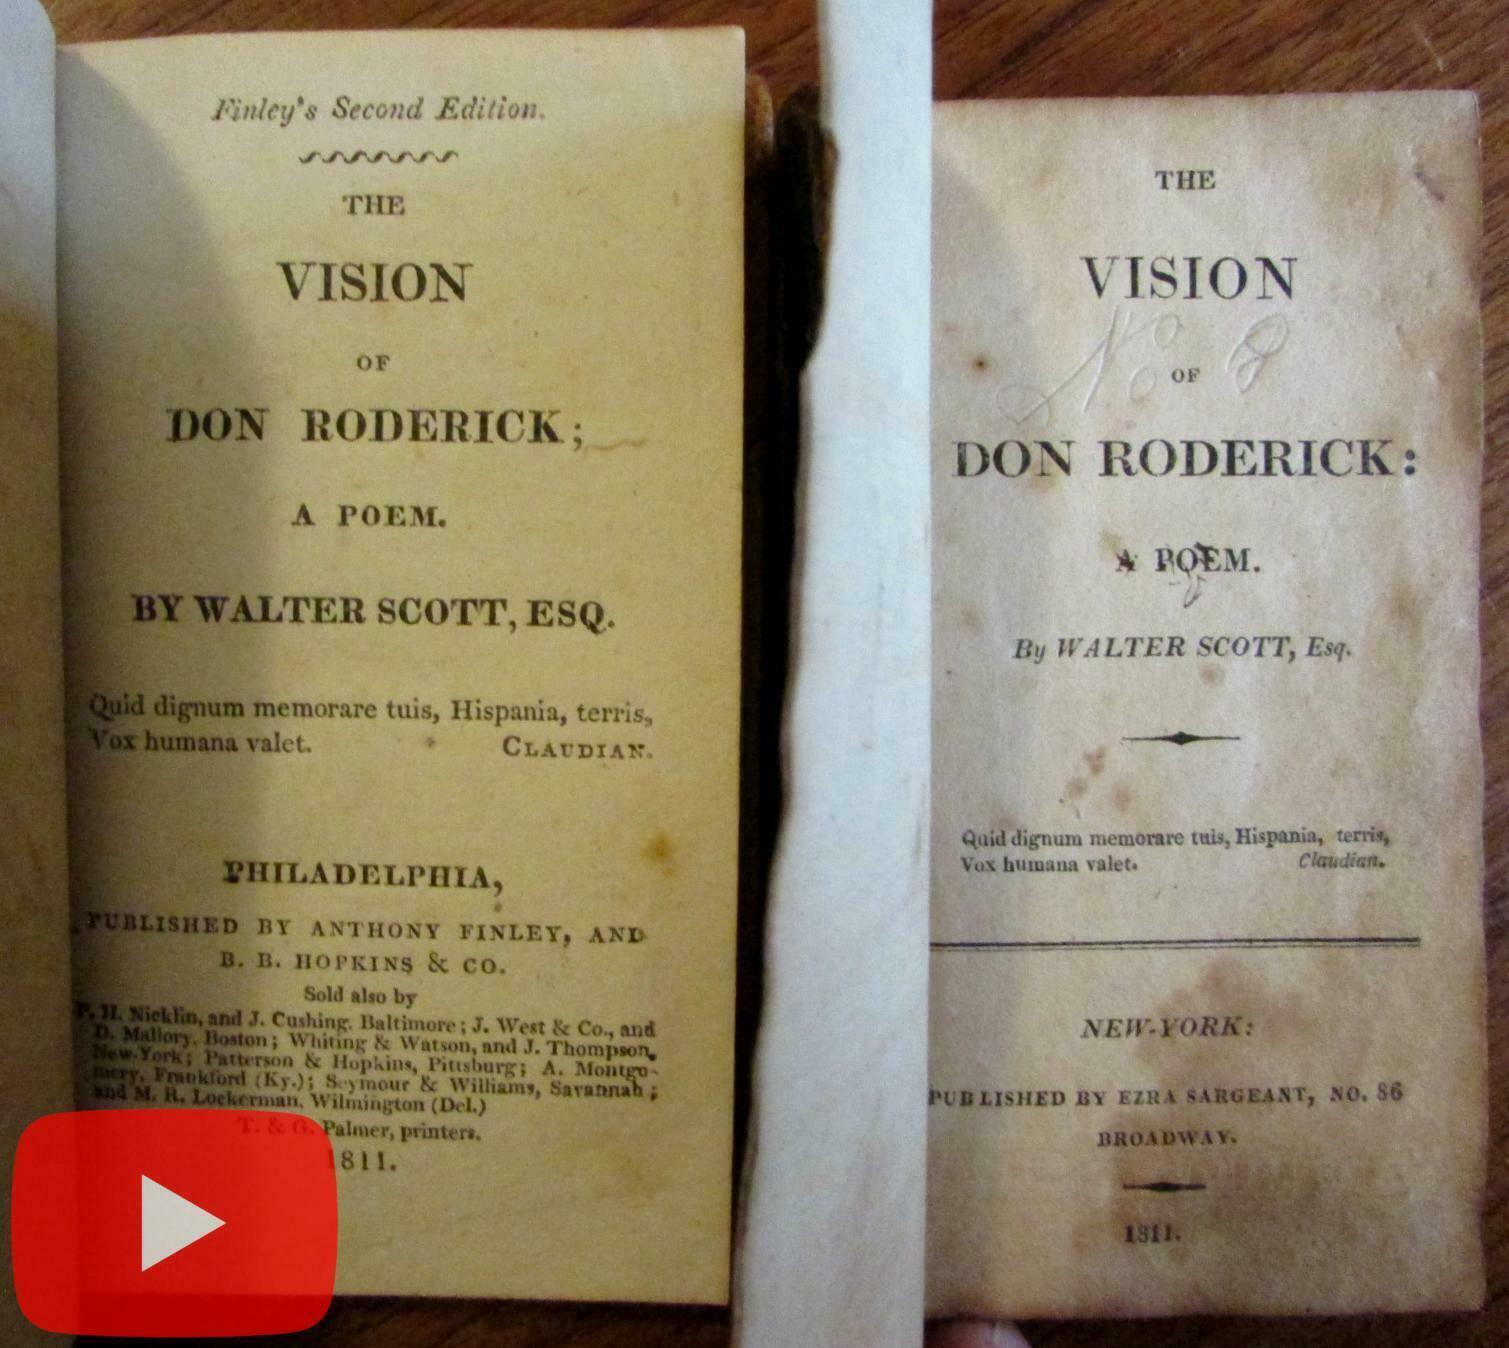 Finley's Second Edition.
THE
VISION
OF
DON RODERICK;
A POEM.
BY WALTER SCOTT, ESQ.
Quid dignum memorare tuis, Hispania, terris,
Vox humana valet. CLAUDIAN.
PHILADELPHIA,
PUBLISHED BY ANTHONY FINLEY, AND
B. B. HOPKINS & CO.
Sold also by
P. H. Nicklin, and J. Cushing, Baltimore; J. West & Co., and
D. Mallory, Boston; Whiting & Watson, and J. Thompson,
New-York; Patterson & Hopkins, Pittsburg; A. Montgo-
mery, Frankford (Ky.); Seymour & Williams, Savannah;
and M. R. Lockerman, Wilmington (Del.)
T. & G. Palmer, printers.
1811.
THE
VISION
No 8
OF
DON RODERICK:
A POEM.
By WALTER SCOTT, Esq.
Quid dignum memorare tuis, Hispania, terris,
Vox humana valet. Claudian.
NEW-YORK:
PUBLISHED BY EZRA SARGEANT, NO. 86
BROADWAY.
1811.